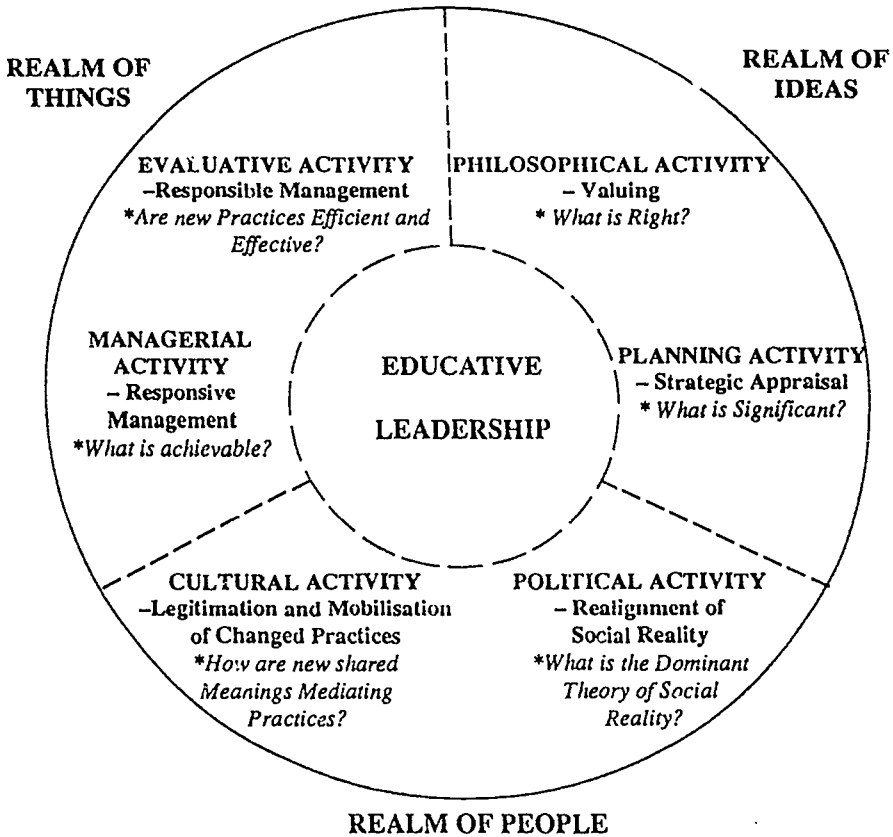 REALM OF
THINGS
REALM OF
IDEAS
EVALUATIVE ACTIVITY
–Responsible Management
*Are new Practices Efficient and
Effective?
PHILOSOPHICAL ACTIVITY
– Valuing
* What is Right?
MANAGERIAL
ACTIVITY
– Responsive
Management
*What is achievable?
EDUCATIVE
LEADERSHIP
PLANNING ACTIVITY
– Strategic Appraisal
* What is Significant?
CULTURAL ACTIVITY
–Legitimation and Mobilisation
of Changed Practices
*How are new shared
Meanings Mediating
Practices?
POLITICAL ACTIVITY
– Realignment of
Social Reality
*What is the Dominant
Theory of Social
Reality?
REALM OF PEOPLE